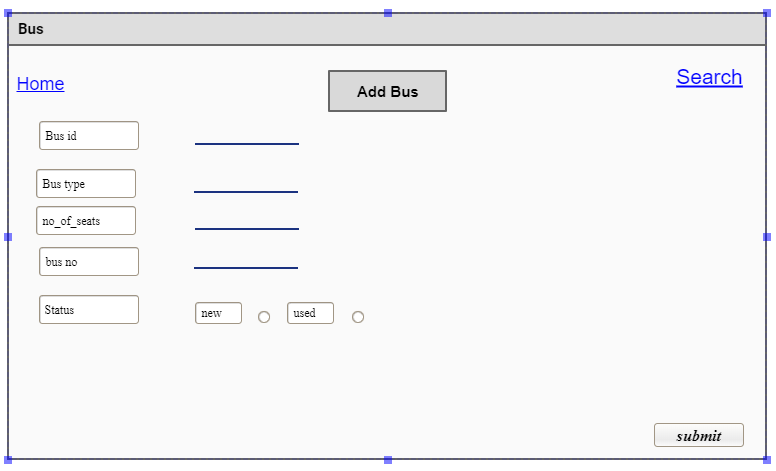 Bus
Home
Add Bus
Search
Bus id
Bus type
no_of_seats
bus no
Status
new
used
submit